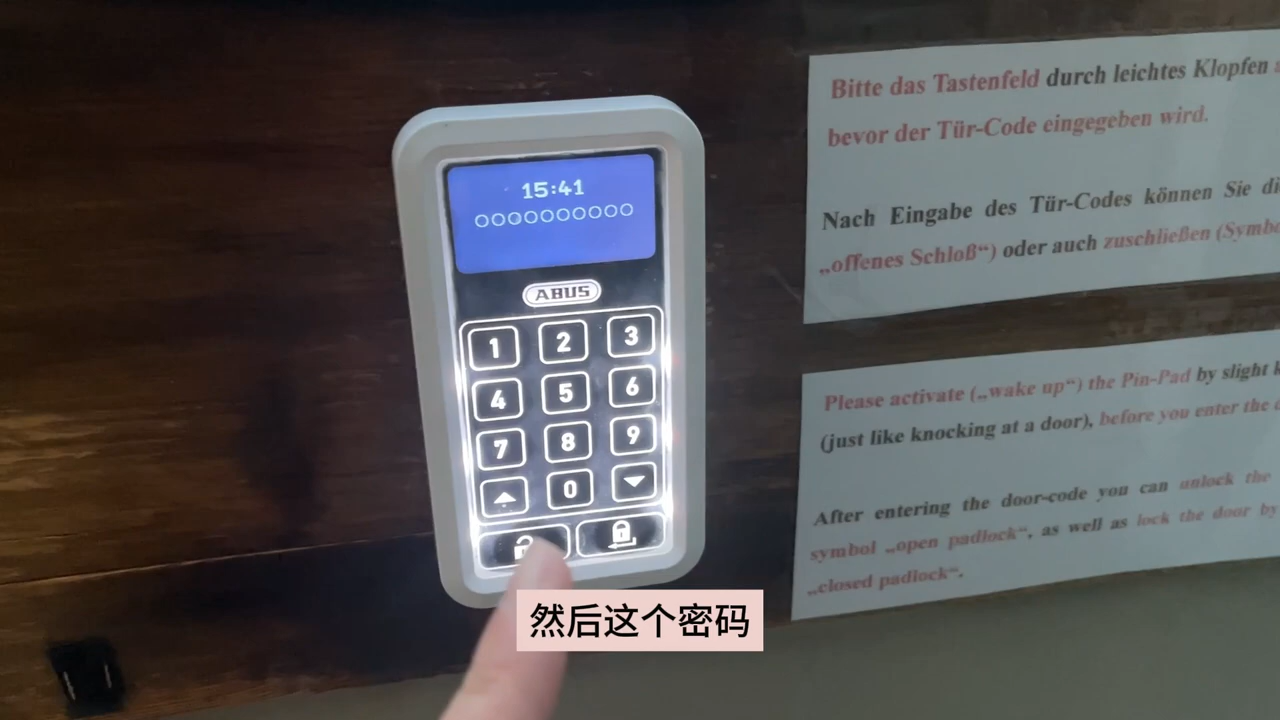 15:41
○○○○○○○○○○
ABUS
1 2 3
4 5 6
7 8 9
0
Bitte das Tastenfeld durch leichtes Klopfen
bevor der Tür-Code eingegeben wird.
Nach Eingabe des Tür-Codes können Sie
„offenes Schloß“) oder auch zuschließen
Please activate („wake up“) the Pin-Pad by slight
(just like knocking at a door), before you enter the
After entering the door-code you can unlock the
symbol „open padlock“, as well as lock the door by
„closed padlock“.
然后这个密码